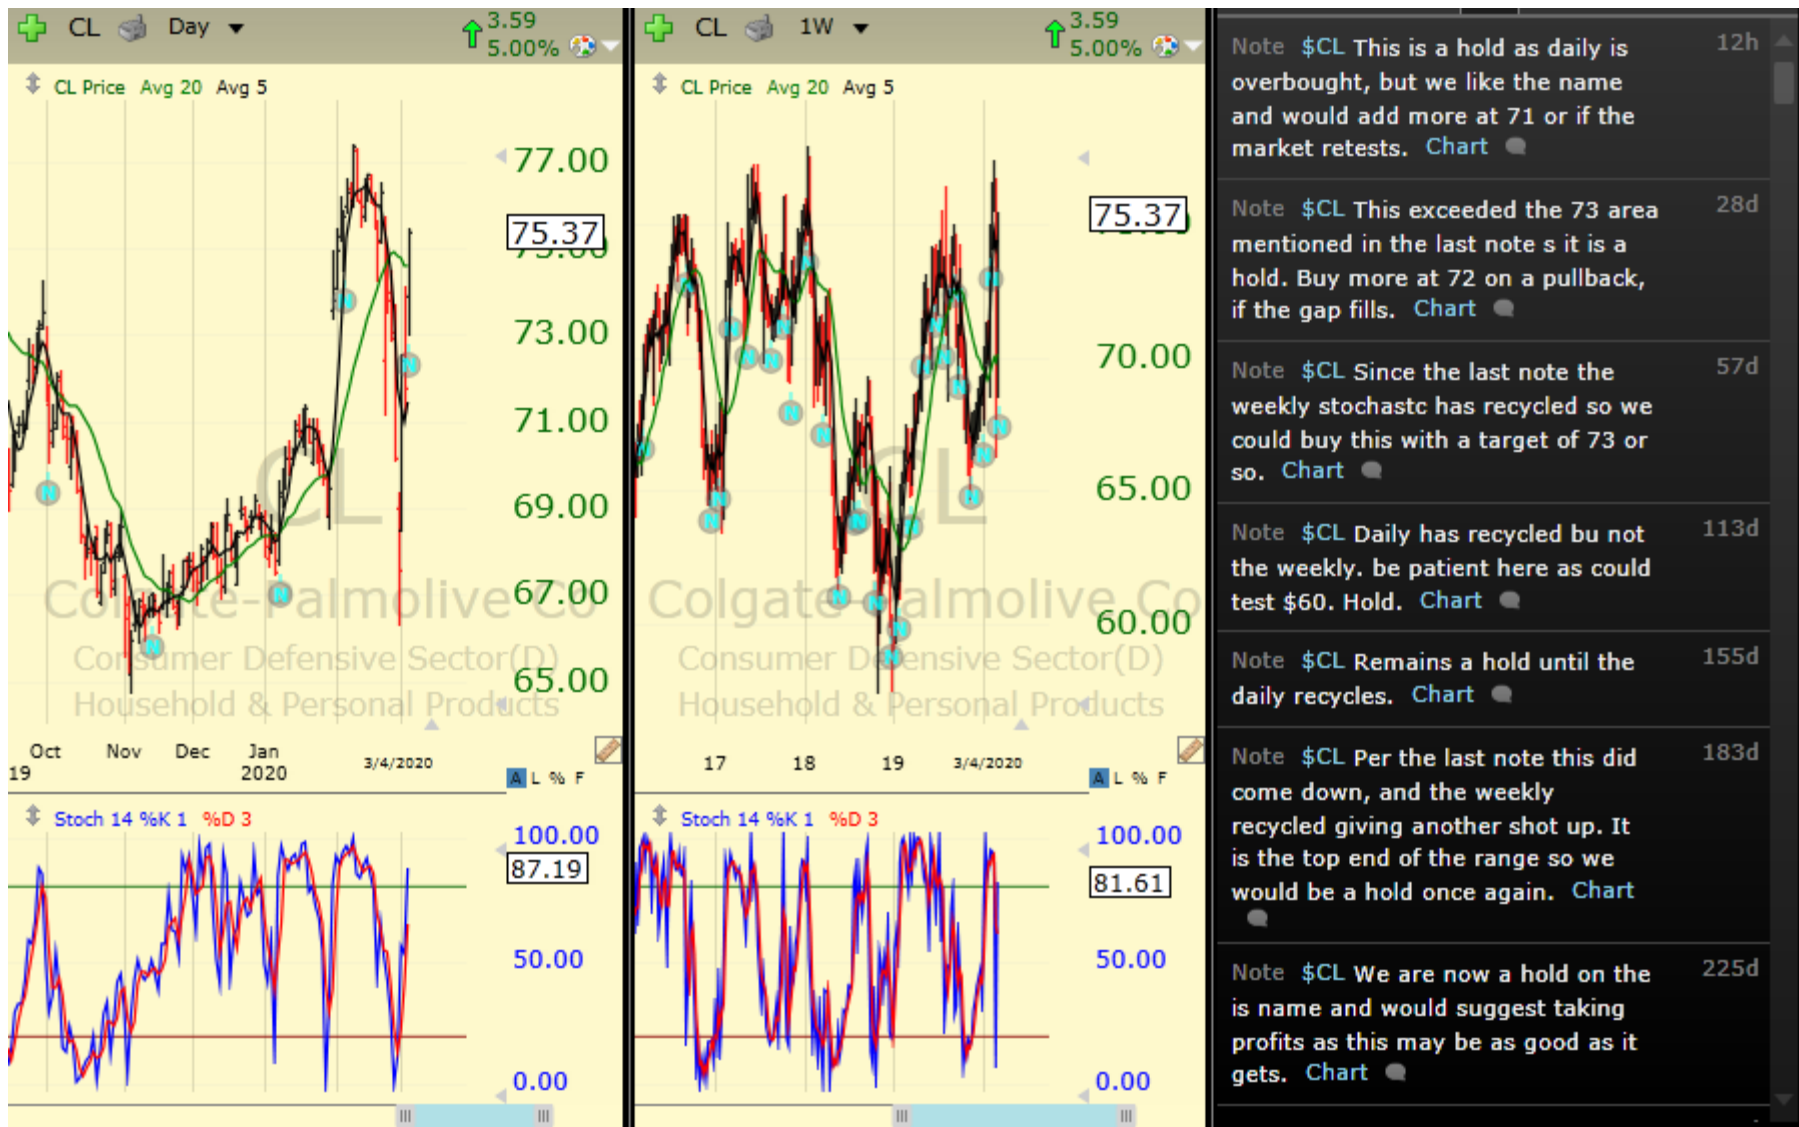 CL Day 3.59
5.00%
CL Price Avg 20 Avg 5
77.00
75.37
75.00
73.00
71.00
69.00
67.00
65.00
CL
Colgate-Palmolive Co
Consumer Defensive Sector(D)
Household & Personal Products
Oct Nov Dec Jan 3/4/2020
19 2020
A L % F
Stoch 14 %K 1 %D 3
100.00
87.19
50.00
0.00
CL 1W 3.59
5.00%
CL Price Avg 20 Avg 5
75.37
70.00
65.00
60.00
CL
Colgate-Palmolive Co
Consumer Defensive Sector(D)
Household & Personal Products
17 18 19 3/4/2020
A L % F
Stoch 14 %K 1 %D 3
100.00
81.61
50.00
0.00
Note $CL This is a hold as daily is 12h
overbought, but we like the name
and would add more at 71 or if the
market retests. Chart
Note $CL This exceeded the 73 area 28d
mentioned in the last note s it is a
hold. Buy more at 72 on a pullback,
if the gap fills. Chart
Note $CL Since the last note the 57d
weekly stochastc has recycled so we
could buy this with a target of 73 or
so. Chart
Note $CL Daily has recycled bu not 113d
the weekly. be patient here as could
test $60. Hold. Chart
Note $CL Remains a hold until the 155d
daily recycles. Chart
Note $CL Per the last note this did 183d
come down, and the weekly
recycled giving another shot up. It
is the top end of the range so we
would be a hold once again. Chart
Note $CL We are now a hold on the 225d
is name and would suggest taking
profits as this may be as good as it
gets. Chart